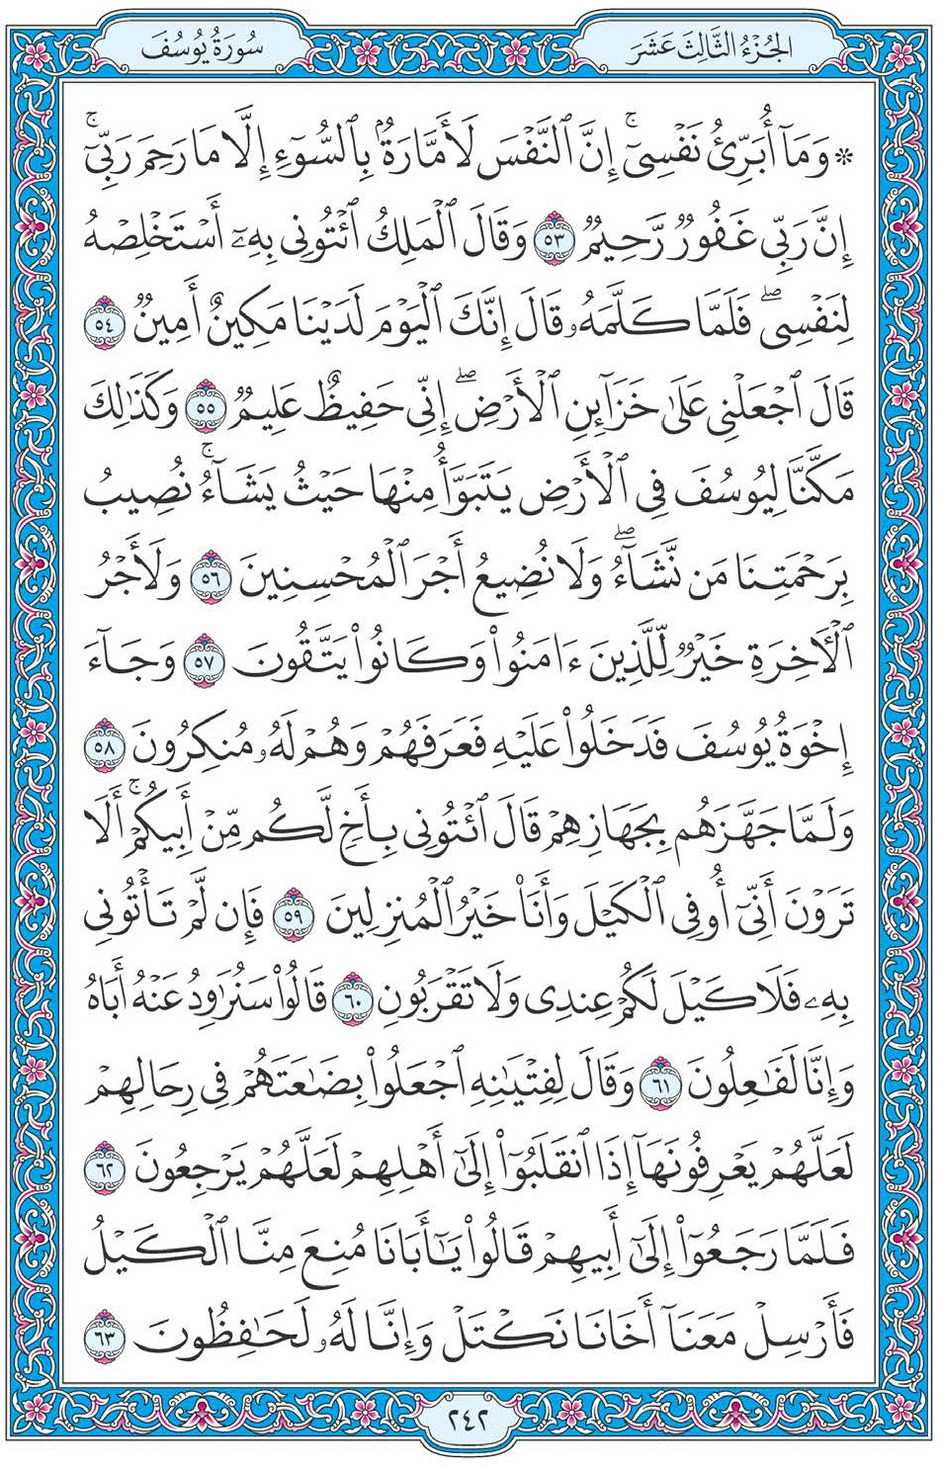 الجُزْءُ الثَّالِثَ عَشَرَ
سُورَةُ يُوسُفَ
۞ وَمَآ أُبَرِّئُ نَفْسِىٓۚ إِنَّ ٱلنَّفْسَ لَأَمَّارَةُۢ بِٱلسُّوٓءِ إِلَّا مَا رَحِمَ رَبِّىٓۚ
إِنَّ رَبِّى غَفُورٌ رَّحِيمٌ ٥٣ وَقَالَ ٱلْمَلِكُ ٱئْتُونِى بِهِۦٓ أَسْتَخْلِصْهُ
لِنَفْسِىۖ فَلَمَّا كَلَّمَهُۥ قَالَ إِنَّكَ ٱلْيَوْمَ لَدَيْنَا مَكِينٌ أَمِينٌ ٥٤
قَالَ ٱجْعَلْنِى عَلَىٰ خَزَآئِنِ ٱلْأَرْضِۖ إِنِّى حَفِيظٌ عَلِيمٌ ٥٥ وَكَذَٰلِكَ
مَكَّنَّا لِيُوسُفَ فِى ٱلْأَرْضِ يَتَبَوَّأُ مِنْهَا حَيْثُ يَشَآءُۚ نُصِيبُ
بِرَحْمَتِنَا مَن نَّشَآءُۖ وَلَا نُضِيعُ أَجْرَ ٱلْمُحْسِنِينَ ٥٦ وَلَأَجْرُ
ٱلْـَٔاخِرَةِ خَيْرٌ لِّلَّذِينَ ءَامَنُوا۟ وَكَانُوا۟ يَتَّقُونَ ٥٧ وَجَآءَ
إِخْوَةُ يُوسُفَ فَدَخَلُوا۟ عَلَيْهِ فَعَرَفَهُمْ وَهُمْ لَهُۥ مُنكِرُونَ ٥٨
وَلَمَّا جَهَّزَهُم بِجَهَازِهِمْ قَالَ ٱئْتُونِى بِأَخٍ لَّكُم مِّنْ أَبِيكُمْۚ أَلَا
تَرَوْنَ أَنِّىٓ أُوفِى ٱلْكَيْلَ وَأَنَا۠ خَيْرُ ٱلْمُنزِلِينَ ٥٩ فَإِن لَّمْ تَأْتُونِى
بِهِۦ فَلَا كَيْلَ لَكُمْ عِندِى وَلَا تَقْرَبُونِ ٦٠ قَالُوا۟ سَنُرَٰوِدُ عَنْهُ أَبَاهُ
وَإِنَّا لَفَٰعِلُونَ ٦١ وَقَالَ لِفِتْيَٰنِهِ ٱجْعَلُوا۟ بِضَٰعَتَهُمْ فِى رِحَالِهِمْ
لَعَلَّهُمْ يَعْرِفُونَهَآ إِذَا ٱنقَلَبُوٓا۟ إِلَىٰٓ أَهْلِهِمْ لَعَلَّهُمْ يَرْجِعُونَ ٦٢
فَلَمَّا رَجَعُوٓا۟ إِلَىٰٓ أَبِيهِمْ قَالُوا۟ يَٰٓأَبَانَا مُنِعَ مِنَّا ٱلْكَيْلُ
فَأَرْسِلْ مَعَنَآ أَخَانَا نَكْتَلْ وَإِنَّا لَهُۥ لَحَٰفِظُونَ ٦٣
٢٤٢